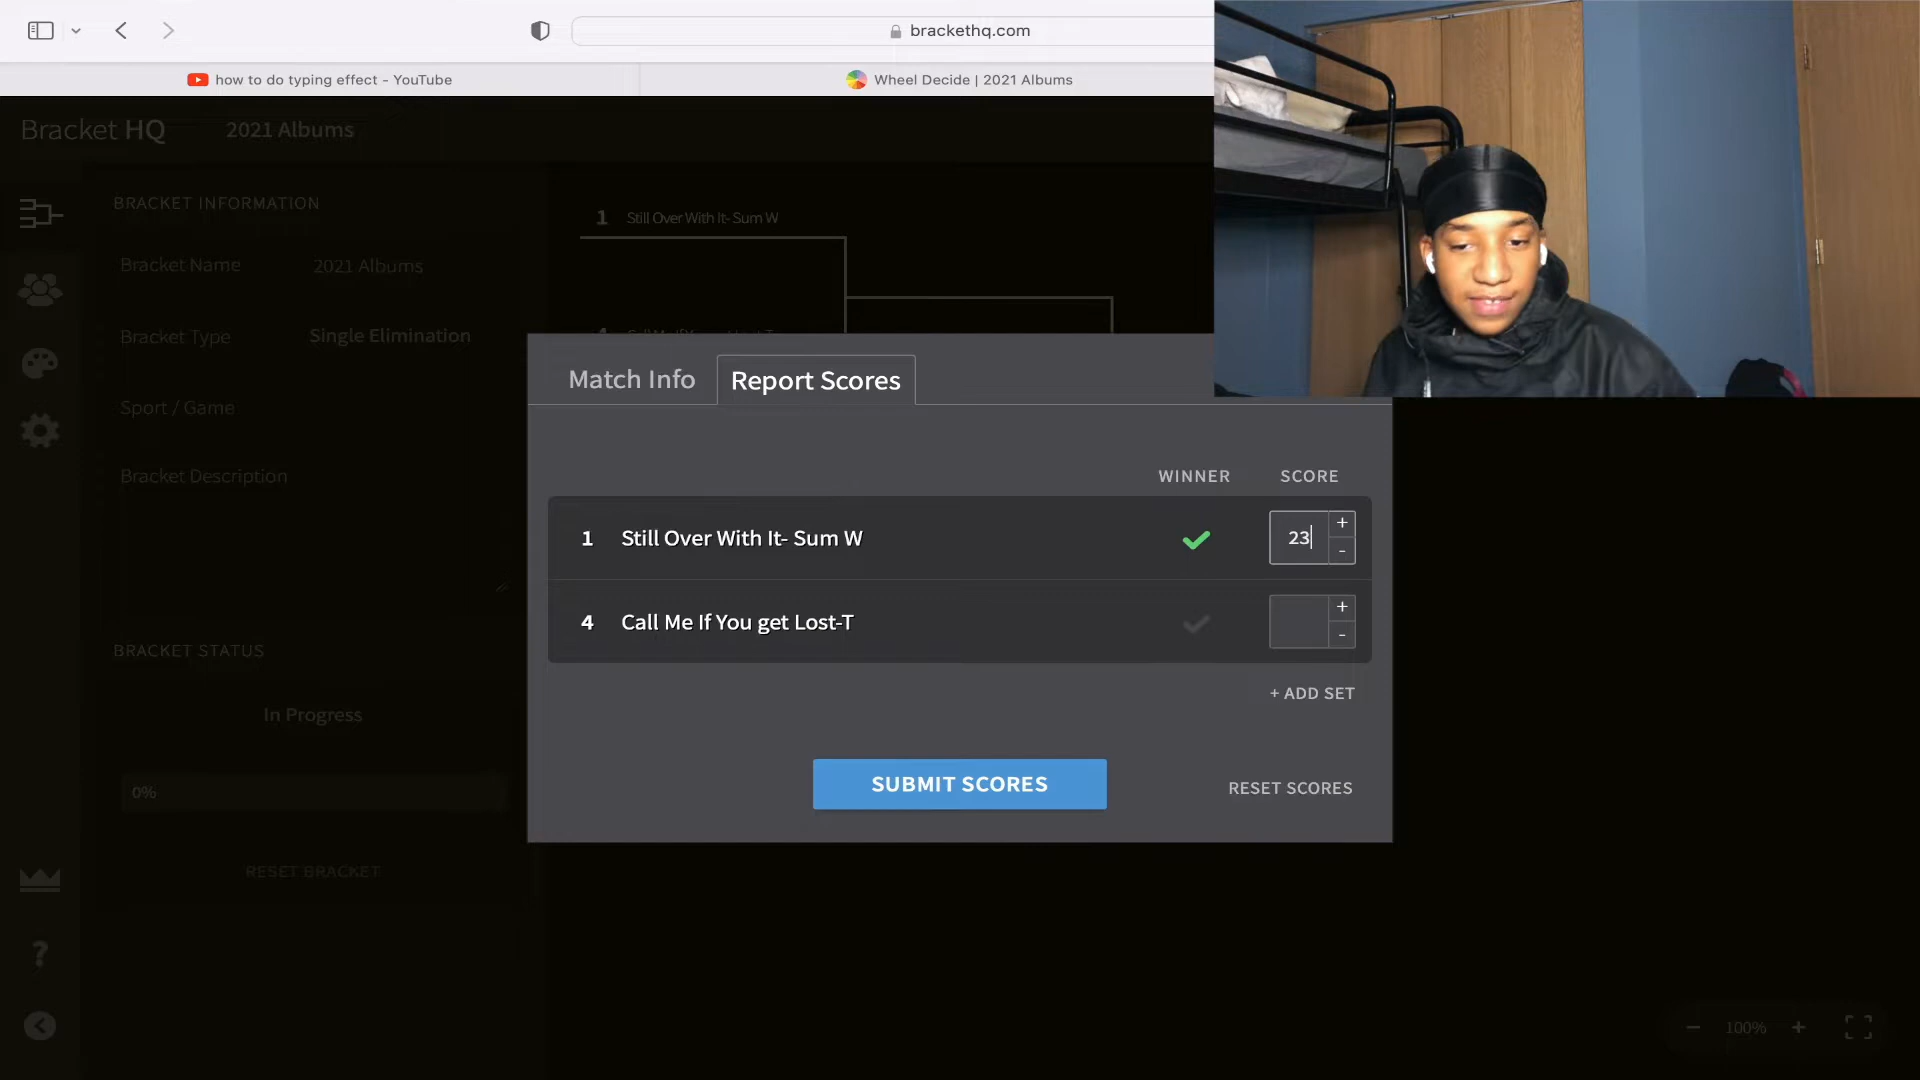 brackethq.com
how to do typing effect - YouTube
Wheel Decide | 2021 Albums
Bracket HQ
2021 Albums
BRACKET INFORMATION
Bracket Name
2021 Albums
Bracket Type
Single Elimination
Sport / Game
Bracket Description
BRACKET STATUS
In Progress
0%
RESET BRACKET
1 Still Over With It- Sum W
Match Info
Report Scores
WINNER
SCORE
1 Still Over With It- Sum W
23
+
-
4 Call Me If You get Lost-T
+
-
+ ADD SET
SUBMIT SCORES
RESET SCORES
?
− 100% +